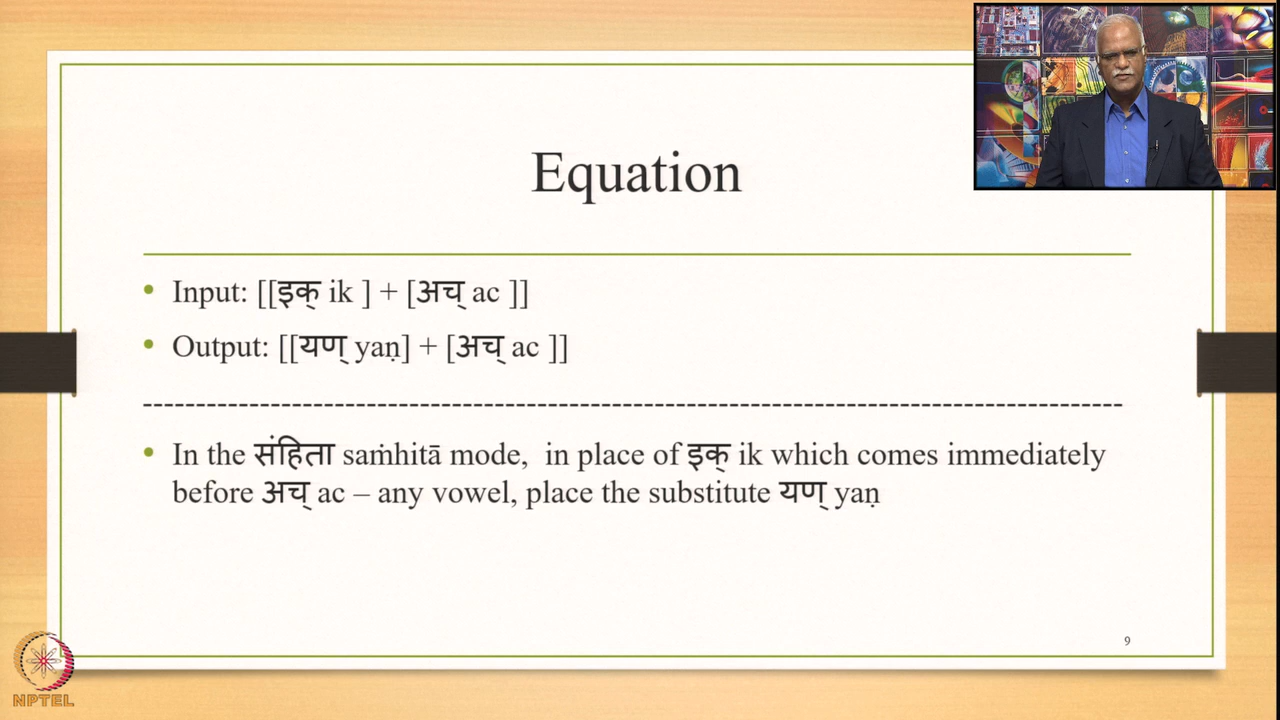 Equation
• Input: [[इक् ik ] + [अच् ac ]]
• Output: [[यण् yaṇ] + [अच् ac ]]
-----------------------------------------------------------------------------------------
• In the संहिता saṁhitā mode, in place of इक् ik which comes immediately
before अच् ac – any vowel, place the substitute यण् yaṇ
9
NPTEL